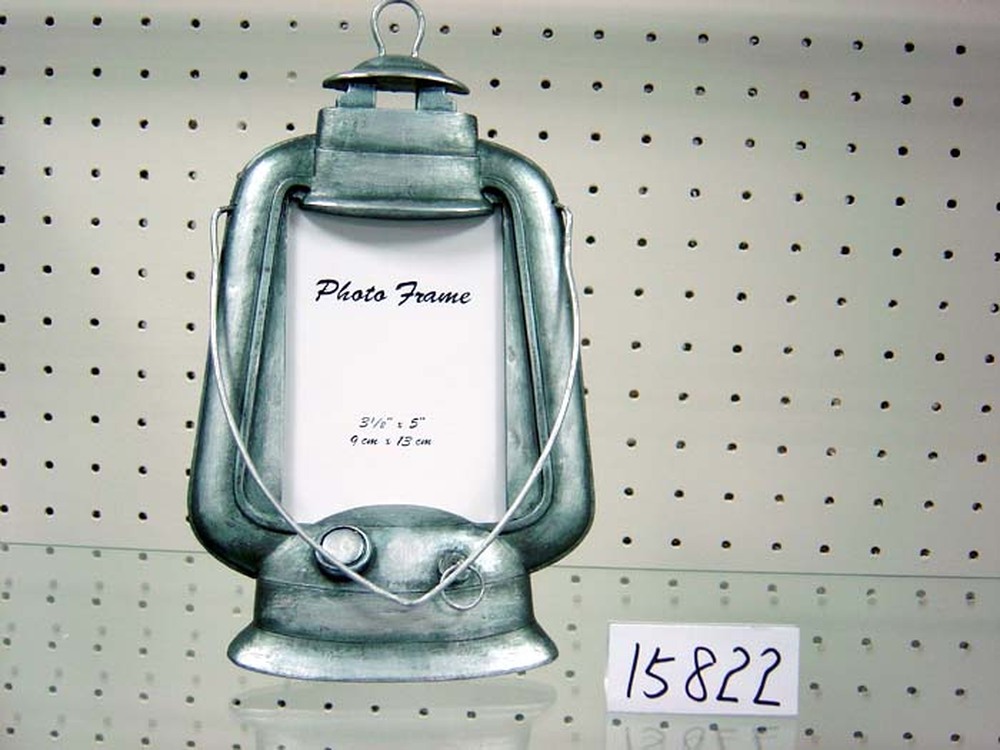 Photo Frame
3½" x 5"
9 cm x 13 cm
15822